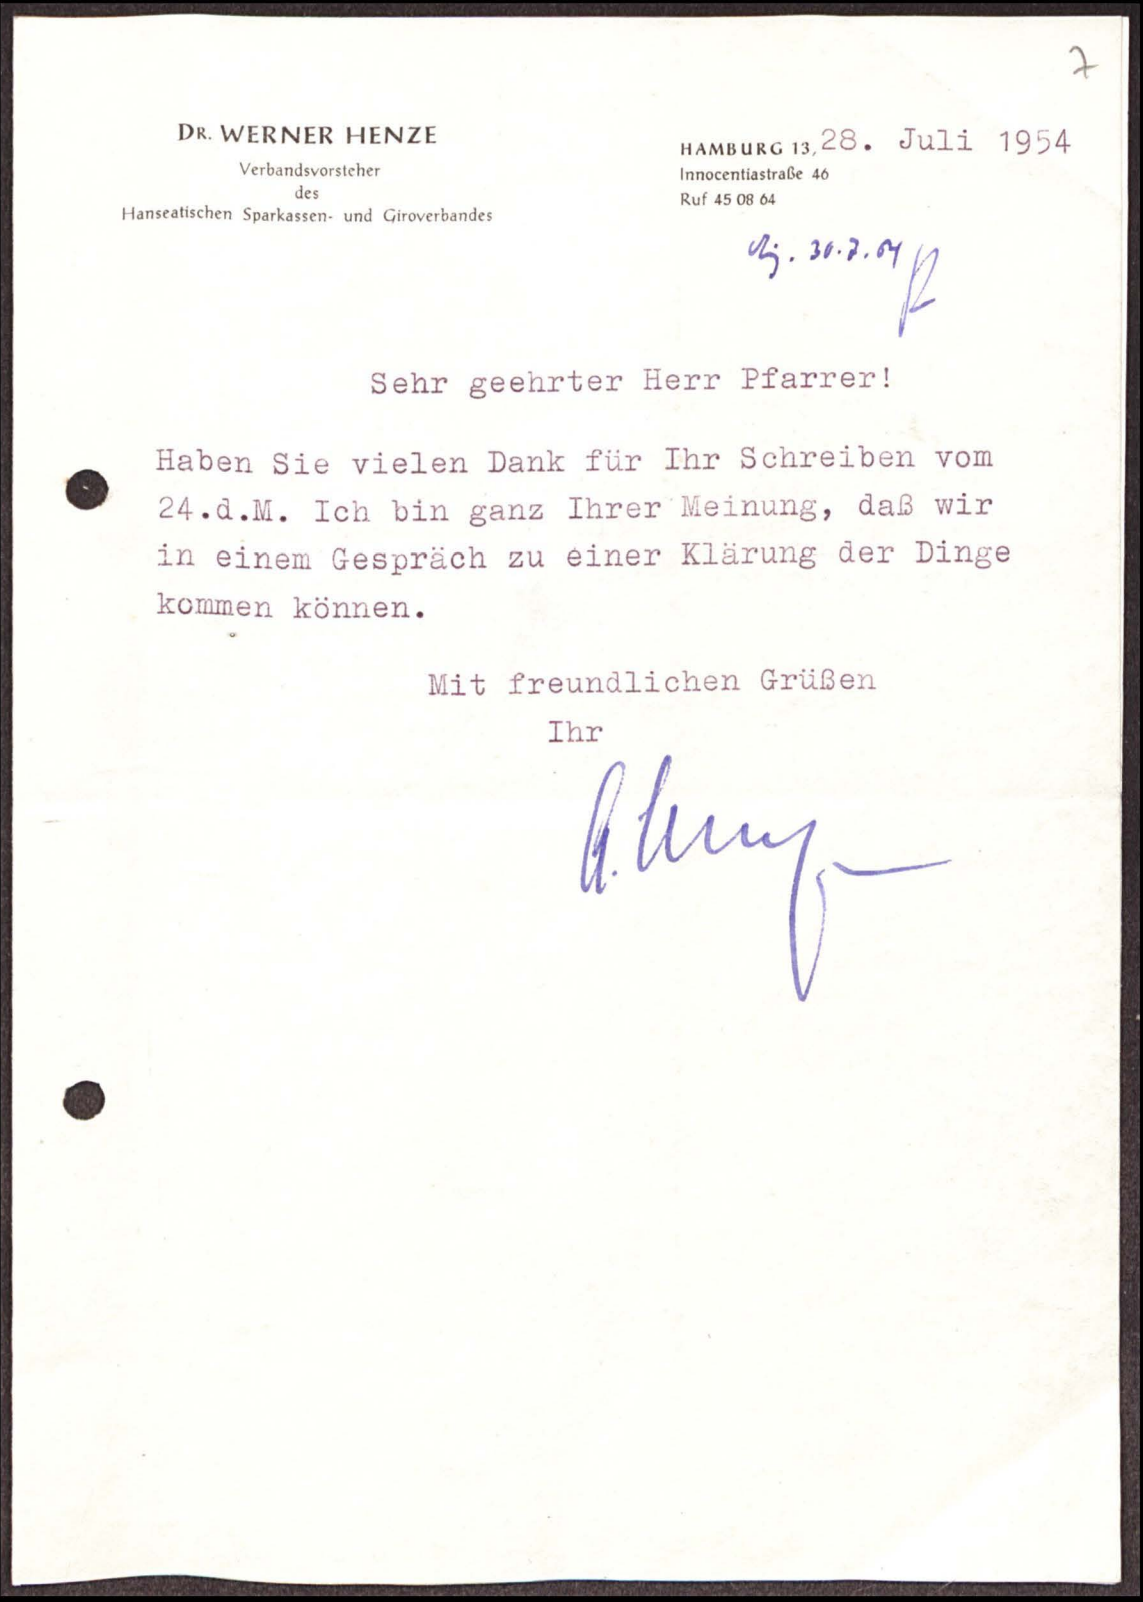 7
DR. WERNER HENZE
Verbandsvorsteher
des
Hanseatischen Sparkassen- und Giroverbandes
HAMBURG 13, 28. Juli 1954
Innocentiastraße 46
Ruf 45 08 64
30.7.54
Sehr geehrter Herr Pfarrer!
Haben Sie vielen Dank für Ihr Schreiben vom
24.d.M. Ich bin ganz Ihrer Meinung, daß wir
in einem Gespräch zu einer Klärung der Dinge
kommen können.
Mit freundlichen Grüßen
Ihr